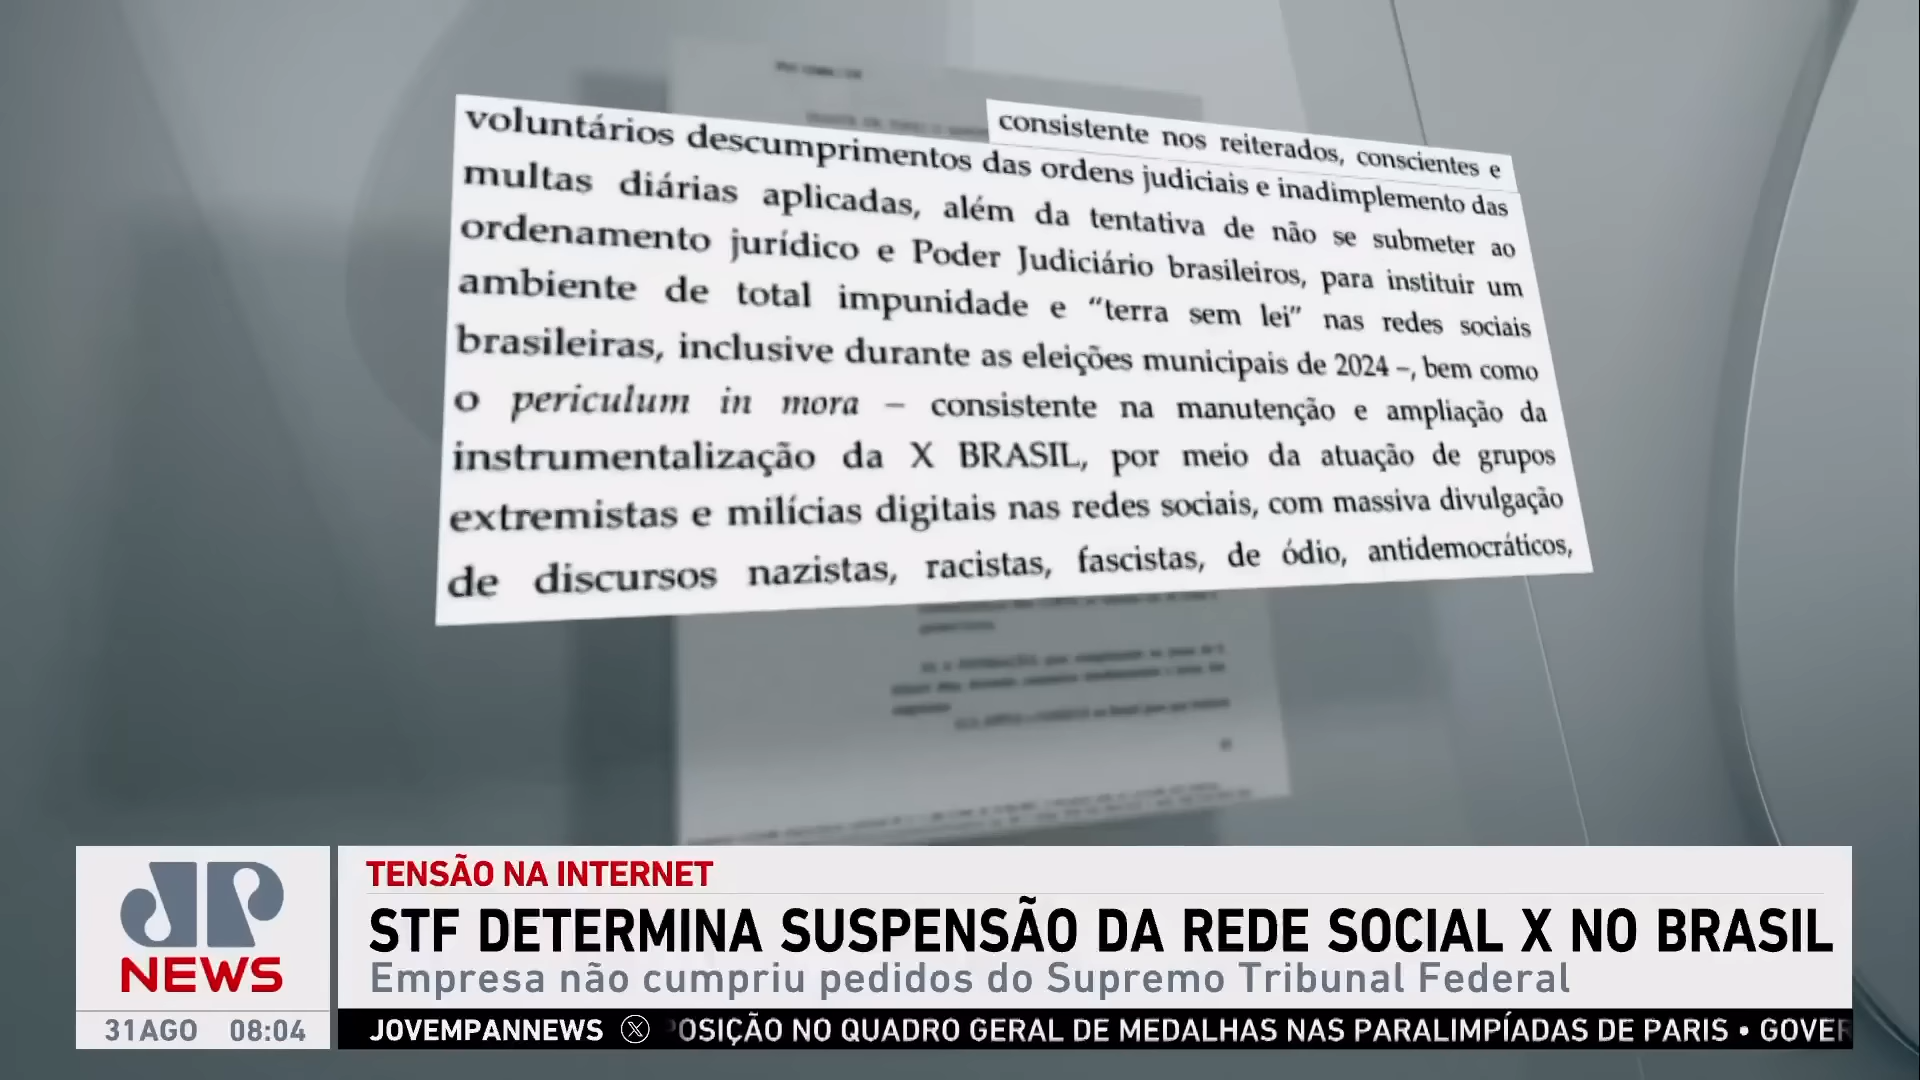 consistente nos reiterados, conscientes e
voluntários descumprimentos das ordens judiciais e inadimplemento das
multas diárias aplicadas, além da tentativa de não se submeter ao
ordenamento jurídico e Poder Judiciário brasileiros, para instituir um
ambiente de total impunidade e “terra sem lei” nas redes sociais
brasileiras, inclusive durante as eleições municipais de 2024 –, bem como
o periculum in mora – consistente na manutenção e ampliação da
instrumentalização da X BRASIL, por meio da atuação de grupos
extremistas e milícias digitais nas redes sociais, com massiva divulgação
de discursos nazistas, racistas, fascistas, de ódio, antidemocráticos,
TENSÃO NA INTERNET
STF DETERMINA SUSPENSÃO DA REDE SOCIAL X NO BRASIL
Empresa não cumpriu pedidos do Supremo Tribunal Federal
JP NEWS
31AGO 08:04
JOVEMPANNEWS X OSIÇÃO NO QUADRO GERAL DE MEDALHAS NAS PARALIMPÍADAS DE PARIS • GOVER